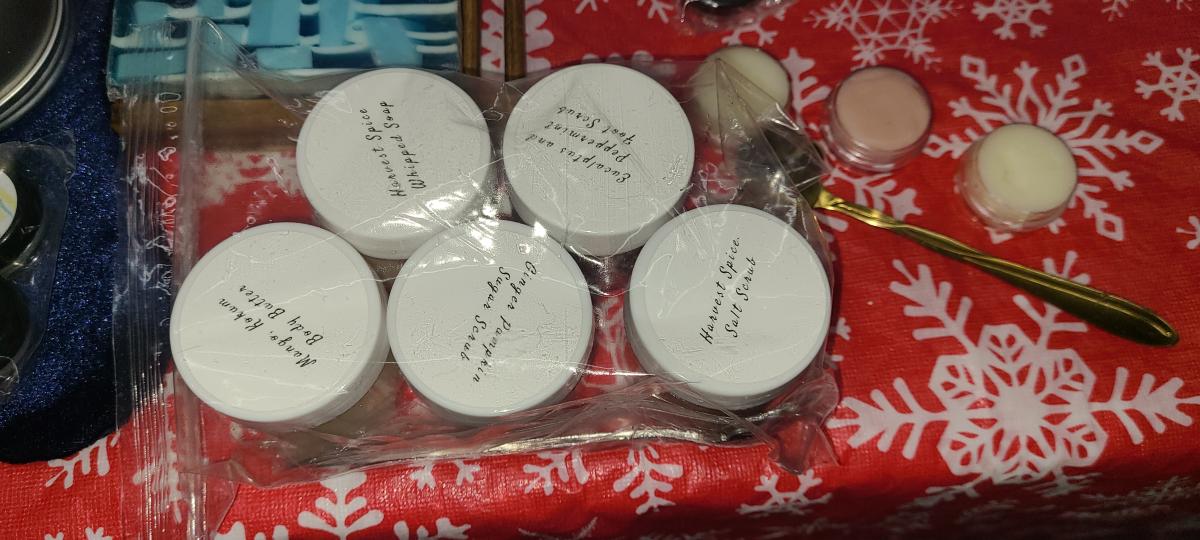 Harvest Spice
Whipped Soap
Eucalptus and
Peppermint
Foot Scrub
Mango, Kokum
Body Butter
Ginger Pumpkin
Sugar Scrub
Harvest Spice
Salt Scrub